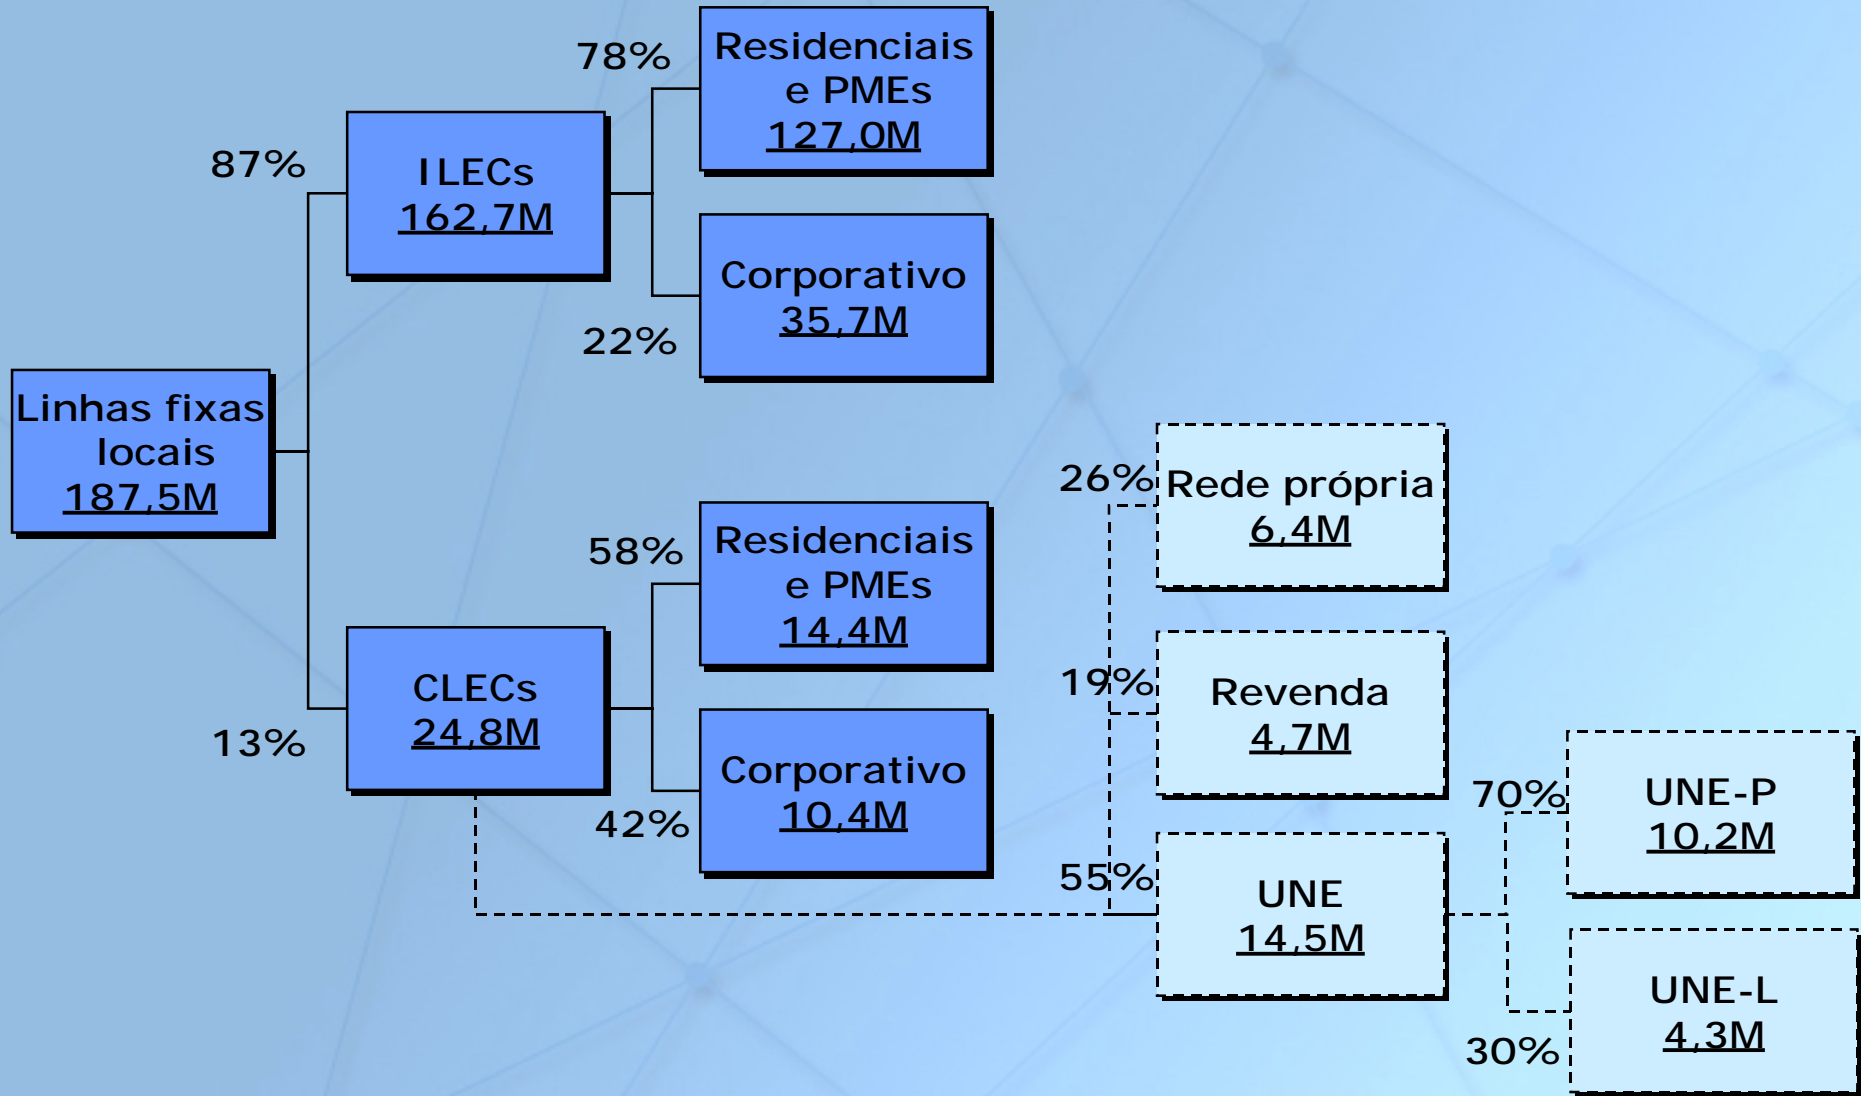 Linhas fixas
locais
187,5M
87%
ILECs
162,7M
78%
Residenciais
e PMEs
127,0M
22%
Corporativo
35,7M
13%
CLECs
24,8M
58%
Residenciais
e PMEs
14,4M
42%
Corporativo
10,4M
26%
Rede própria
6,4M
19%
Revenda
4,7M
55%
UNE
14,5M
70%
UNE-P
10,2M
30%
UNE-L
4,3M